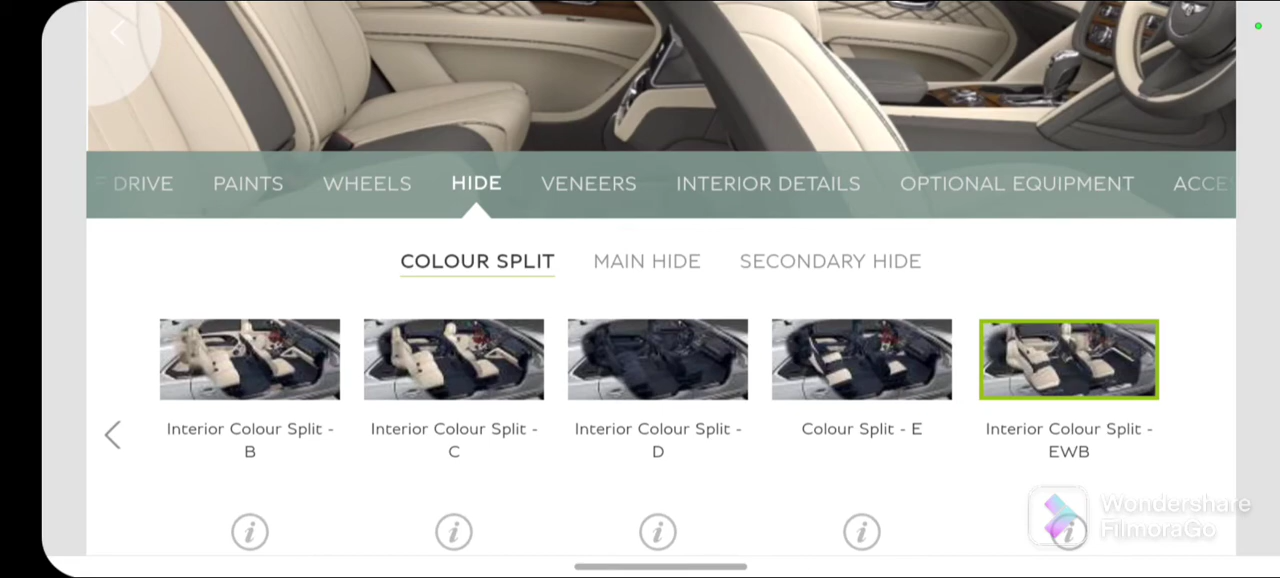 DRIVE PAINTS WHEELS HIDE VENEERS INTERIOR DETAILS OPTIONAL EQUIPMENT ACCE
COLOUR SPLIT MAIN HIDE SECONDARY HIDE
Interior Colour Split - B
Interior Colour Split - C
Interior Colour Split - D
Colour Split - E
Interior Colour Split - EWB
Wondershare
FilmoraGo